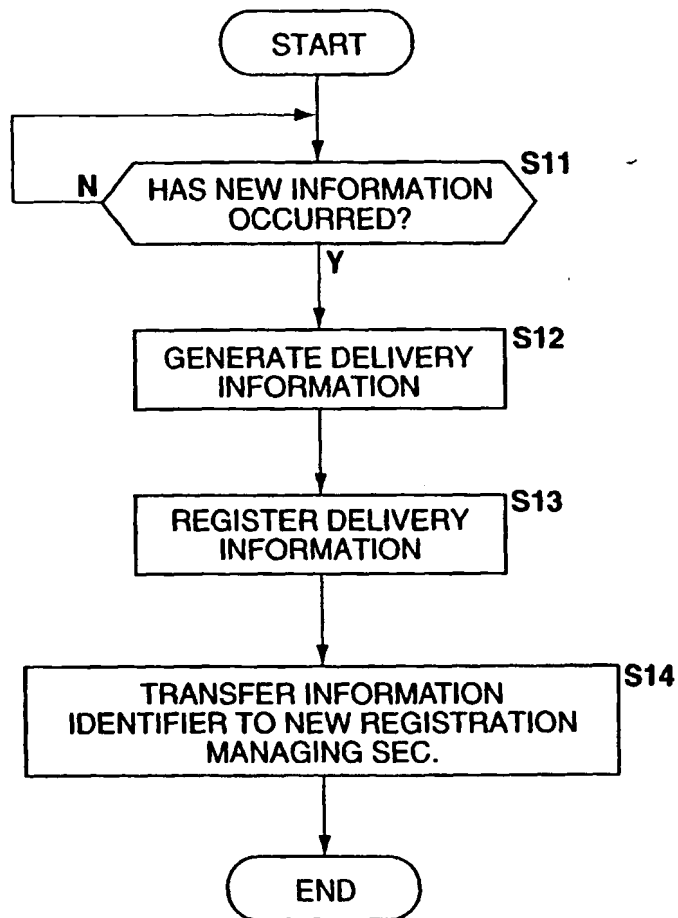 START
S11
N
HAS NEW INFORMATION
OCCURRED?
Y
S12
GENERATE DELIVERY
INFORMATION
S13
REGISTER DELIVERY
INFORMATION
S14
TRANSFER INFORMATION
IDENTIFIER TO NEW REGISTRATION
MANAGING SEC.
END